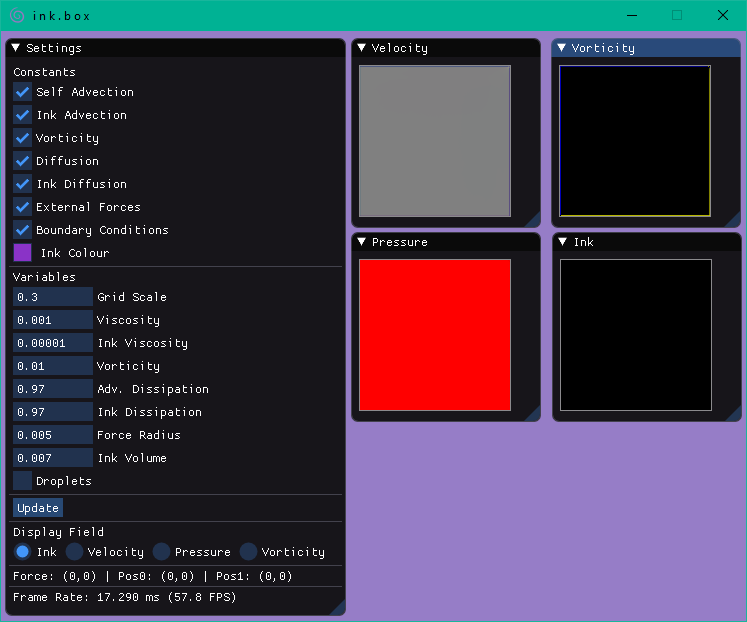 ink.box
Settings
Constants
Self Advection
Ink Advection
Vorticity
Diffusion
Ink Diffusion
External Forces
Boundary Conditions
Ink Colour
Variables
0.3 Grid Scale
0.001 Viscosity
0.00001 Ink Viscosity
0.01 Vorticity
0.97 Adv. Dissipation
0.97 Ink Dissipation
0.005 Force Radius
0.007 Ink Volume
Droplets
Update
Display Field
Ink Velocity Pressure Vorticity
Force: (0,0) | Pos0: (0,0) | Pos1: (0,0)
Frame Rate: 17.290 ms (57.8 FPS)
Velocity
Vorticity
Pressure
Ink